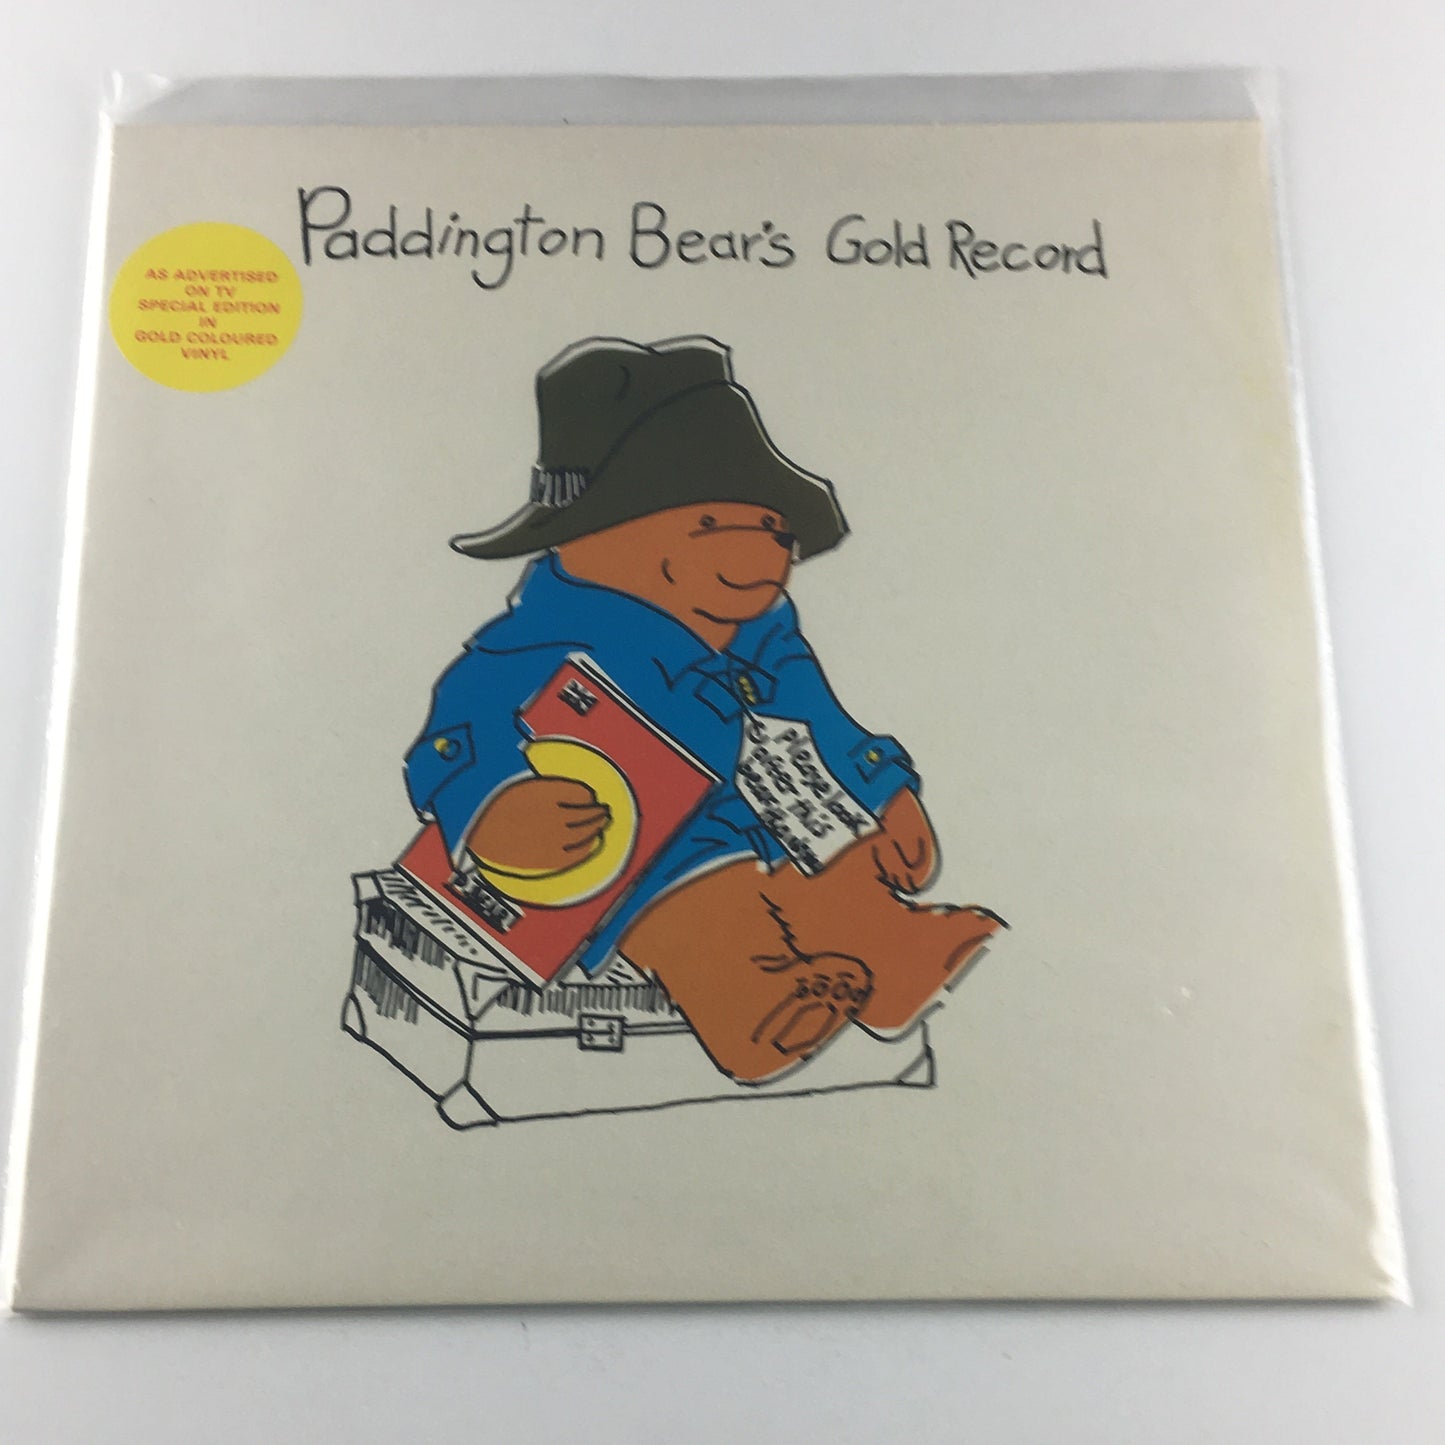 Paddington Bear's Gold Record
AS ADVERTISED
ON TV
SPECIAL EDITION
IN
GOLD COLOURED
VINYL
please look
after this